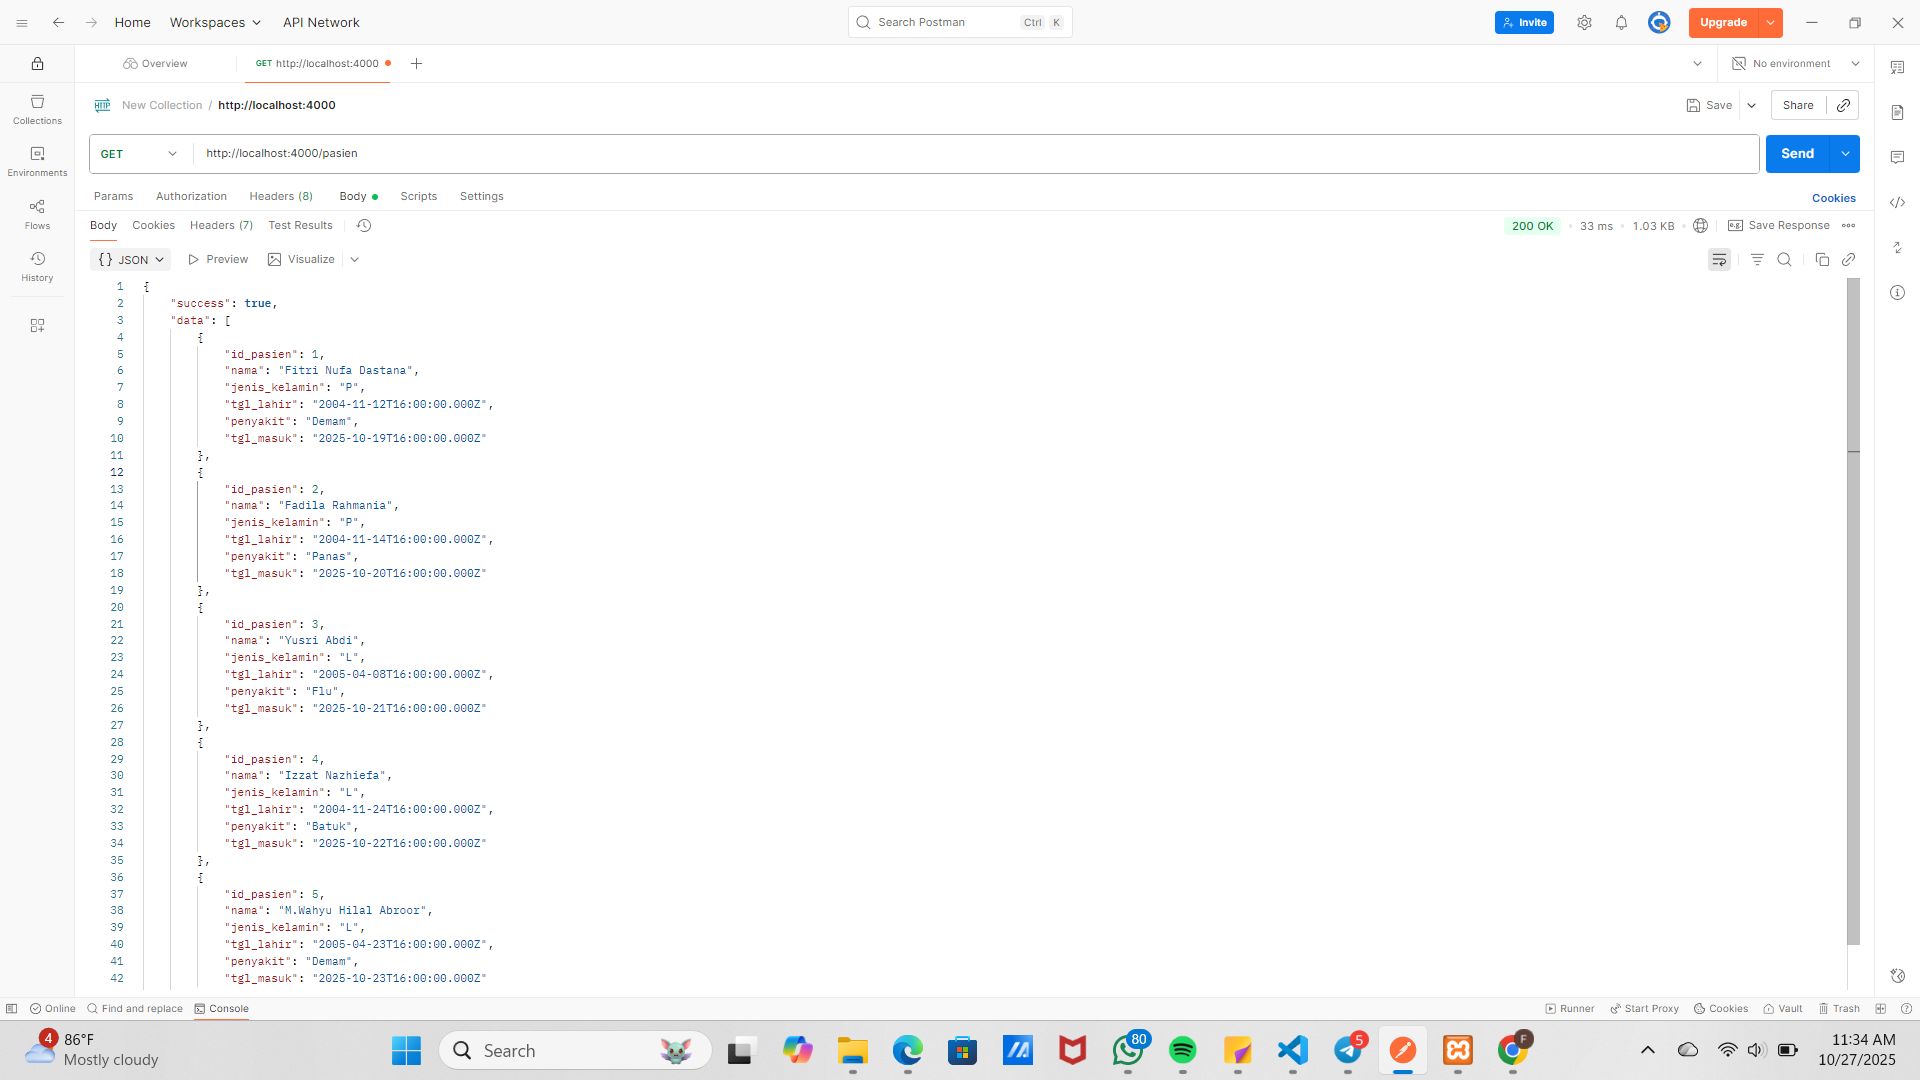 Home
Workspaces
API Network
Search Postman
Ctrl K
Invite
Upgrade
Overview
GET http://localhost:4000
No environment
HTTP New Collection / http://localhost:4000
Save
Share
GET
http://localhost:4000/pasien
Send
Params
Authorization
Headers (8)
Body
Scripts
Settings
Cookies
Body
Cookies
Headers (7)
Test Results
200 OK
33 ms
1.03 KB
Save Response
{} JSON
Preview
Visualize
1 {
2 "success": true,
3 "data": [
4 {
5 "id_pasien": 1,
6 "nama": "Fitri Nufa Dastana",
7 "jenis_kelamin": "P",
8 "tgl_lahir": "2004-11-12T16:00:00.000Z",
9 "penyakit": "Demam",
10 "tgl_masuk": "2025-10-19T16:00:00.000Z"
11 },
12 {
13 "id_pasien": 2,
14 "nama": "Fadila Rahmania",
15 "jenis_kelamin": "P",
16 "tgl_lahir": "2004-11-14T16:00:00.000Z",
17 "penyakit": "Panas",
18 "tgl_masuk": "2025-10-20T16:00:00.000Z"
19 },
20 {
21 "id_pasien": 3,
22 "nama": "Yusri Abdi",
23 "jenis_kelamin": "L",
24 "tgl_lahir": "2005-04-08T16:00:00.000Z",
25 "penyakit": "Flu",
26 "tgl_masuk": "2025-10-21T16:00:00.000Z"
27 },
28 {
29 "id_pasien": 4,
30 "nama": "Izzat Nazhiefa",
31 "jenis_kelamin": "L",
32 "tgl_lahir": "2004-11-24T16:00:00.000Z",
33 "penyakit": "Batuk",
34 "tgl_masuk": "2025-10-22T16:00:00.000Z"
35 },
36 {
37 "id_pasien": 5,
38 "nama": "M.Wahyu Hilal Abroor",
39 "jenis_kelamin": "L",
40 "tgl_lahir": "2005-04-23T16:00:00.000Z",
41 "penyakit": "Demam",
42 "tgl_masuk": "2025-10-23T16:00:00.000Z"
Collections
Environments
Flows
History
Online
Find and replace
Console
Runner
Start Proxy
Cookies
Vault
Trash
4
86°F
Mostly cloudy
Search
80
5
F
11:34 AM
10/27/2025